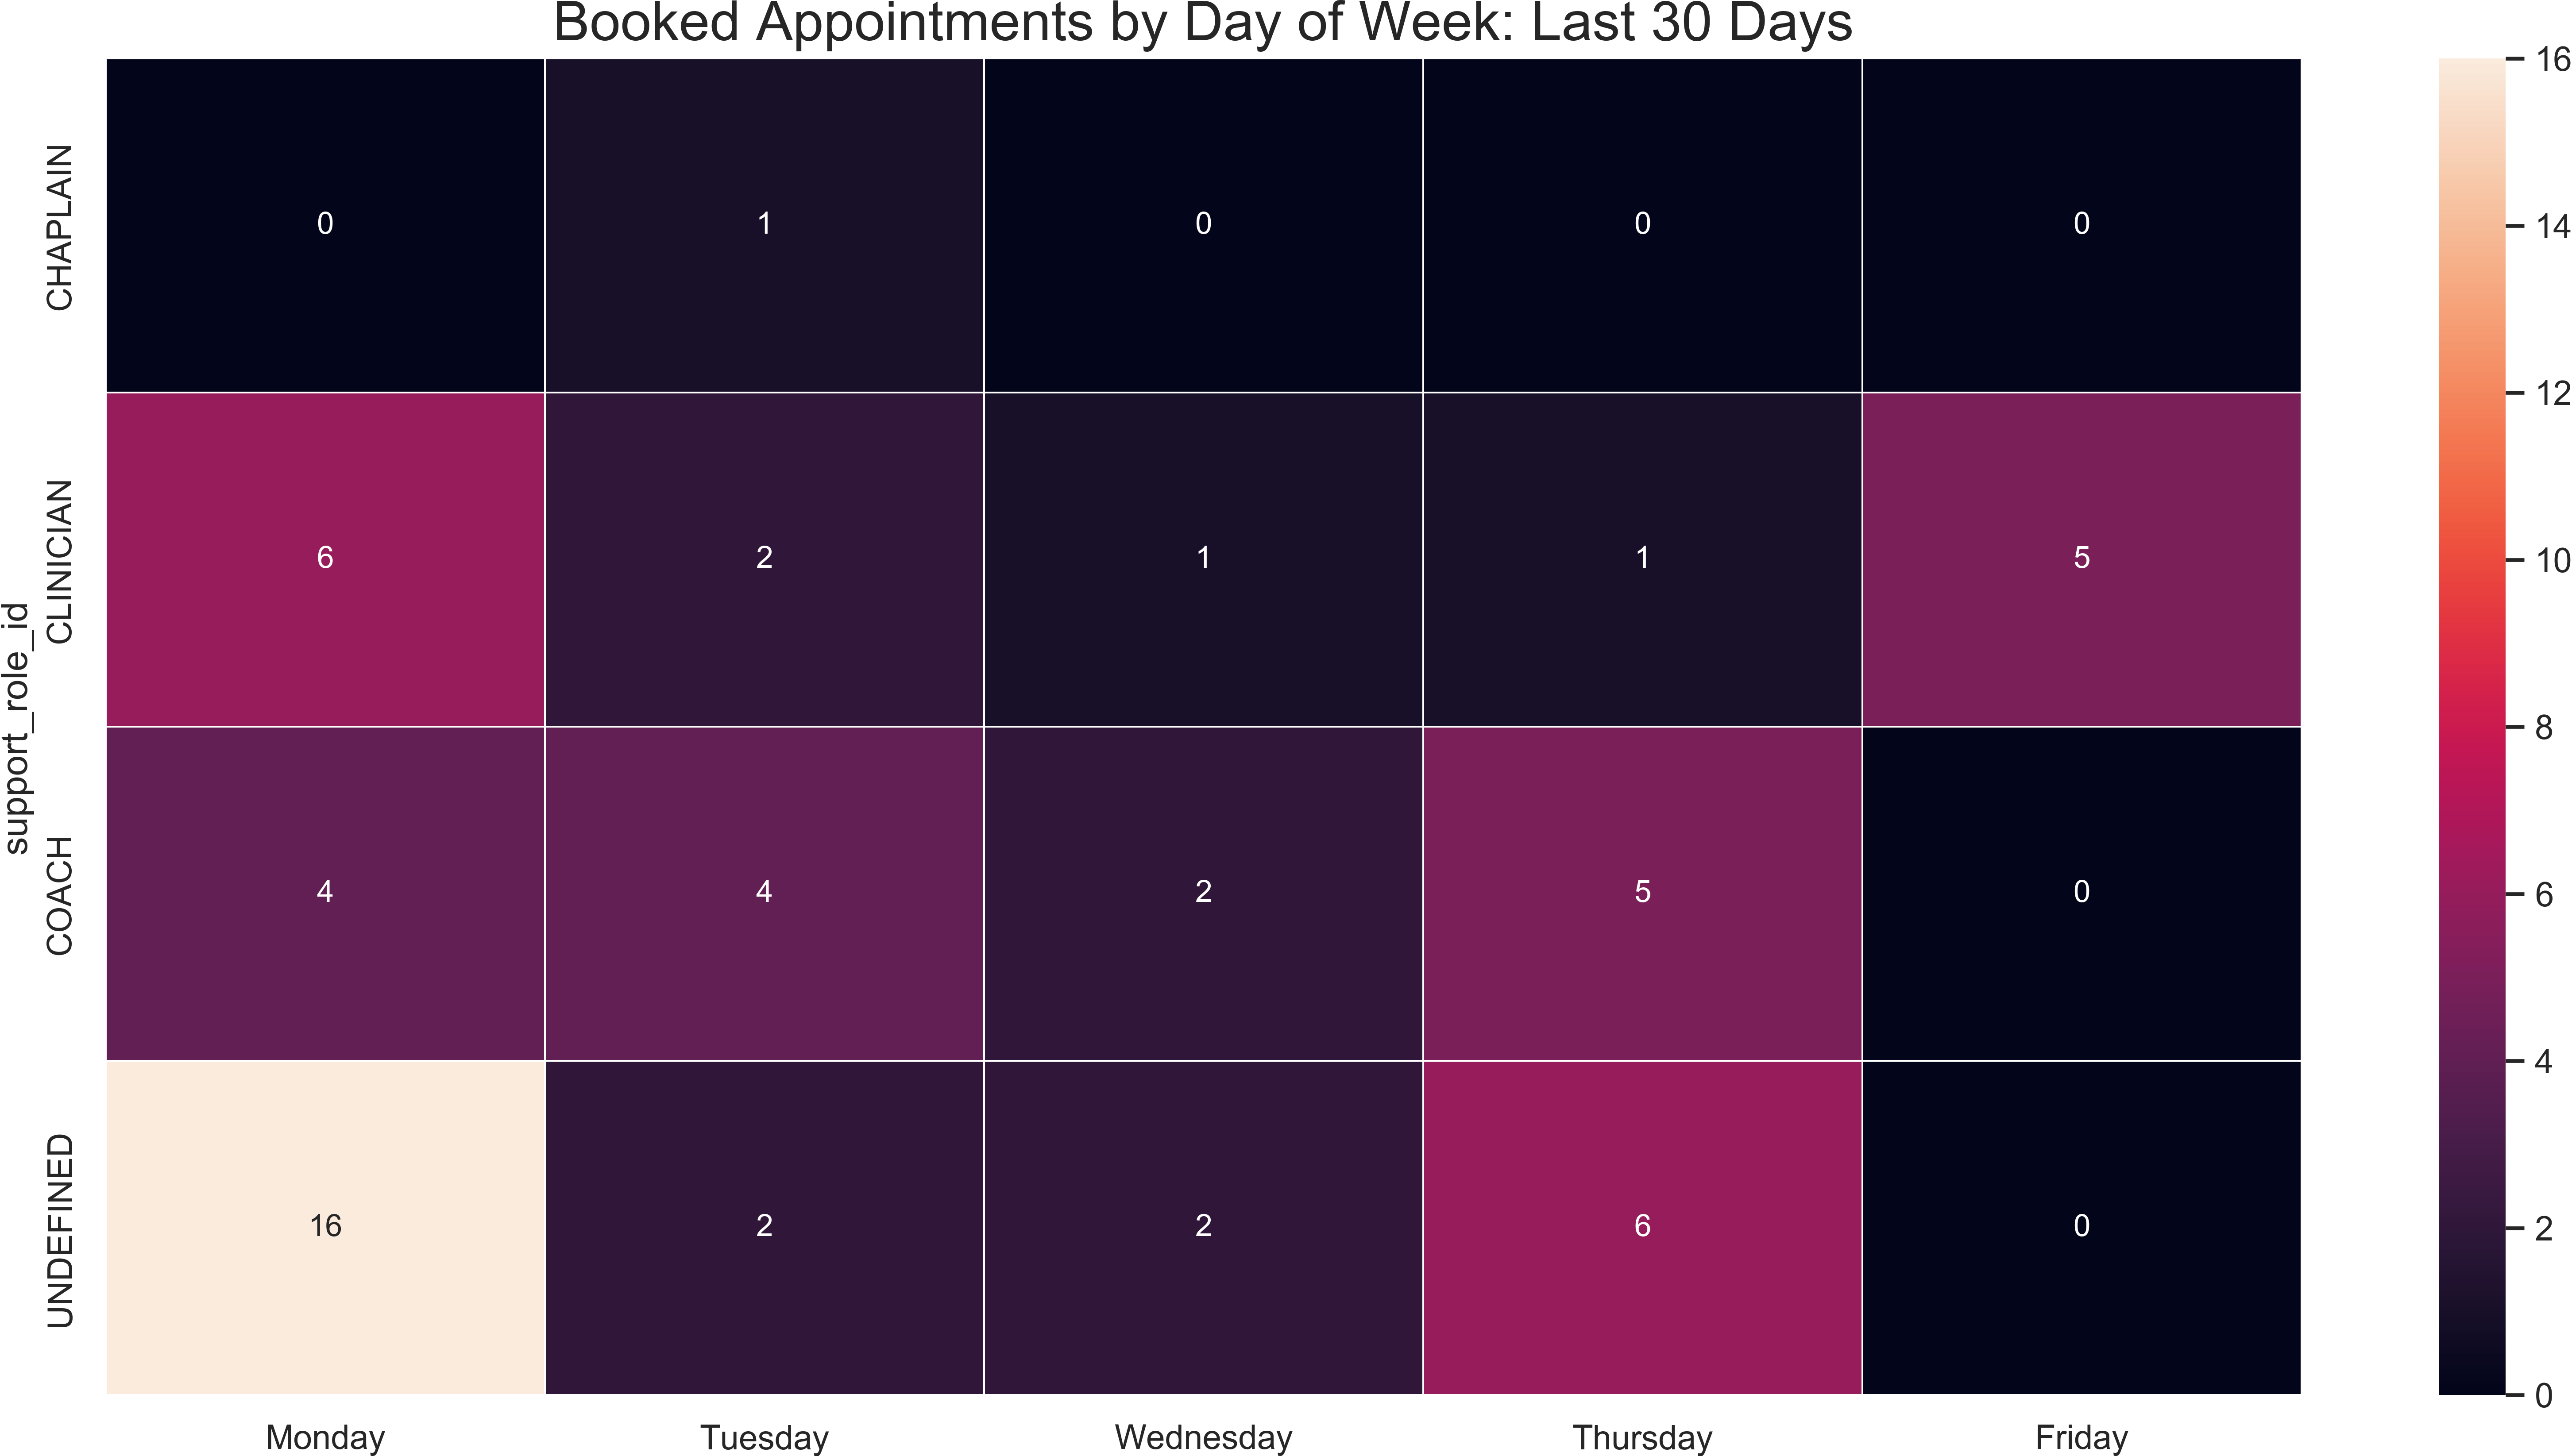 Booked Appointments by Day of Week: Last 30 Days
support_role_id
CHAPLAIN
0 1 0 0 0
CLINICIAN
6 2 1 1 5
COACH
4 4 2 5 0
UNDEFINED
16 2 2 6 0
Monday Tuesday Wednesday Thursday Friday
16
14
12
10
8
6
4
2
0